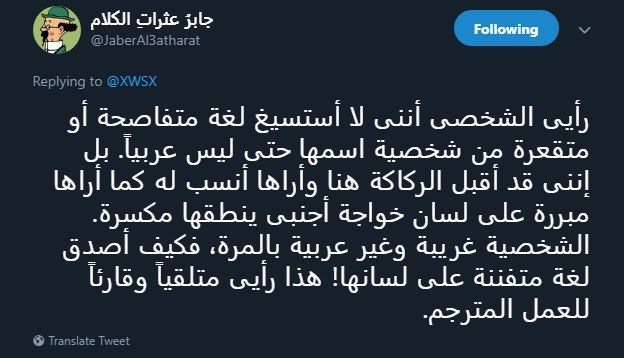 جابرُ عثراتِ الكلام
@JaberAl3atharat
Following
Replying to @XWSX
رأيى الشخصى أننى لا أستسيغ لغة متفاصحة أو
متقعرة من شخصية اسمها حتى ليس عربياً. بل
إننى قد أقبل الركاكة هنا وأراها أنسب له كما أراها
مبررة على لسان خواجة أجنبى ينطقها مكسرة.
الشخصية غريبة وغير عربية بالمرة، فكيف أصدق
لغة متفننة على لسانها! هذا رأيى متلقياً وقارئاً
للعمل المترجم.
Translate Tweet